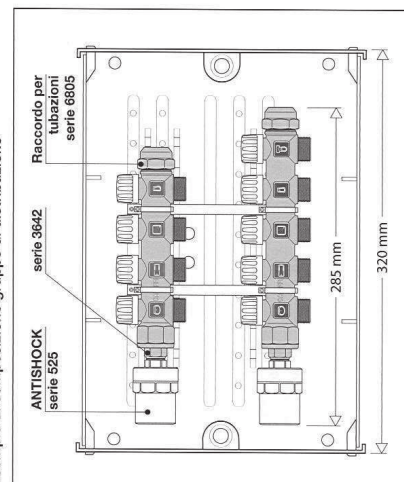 Raccordo per
tubazioni
serie 6805
serie 3642
ANTISHOCK
serie 525
285 mm
320 mm